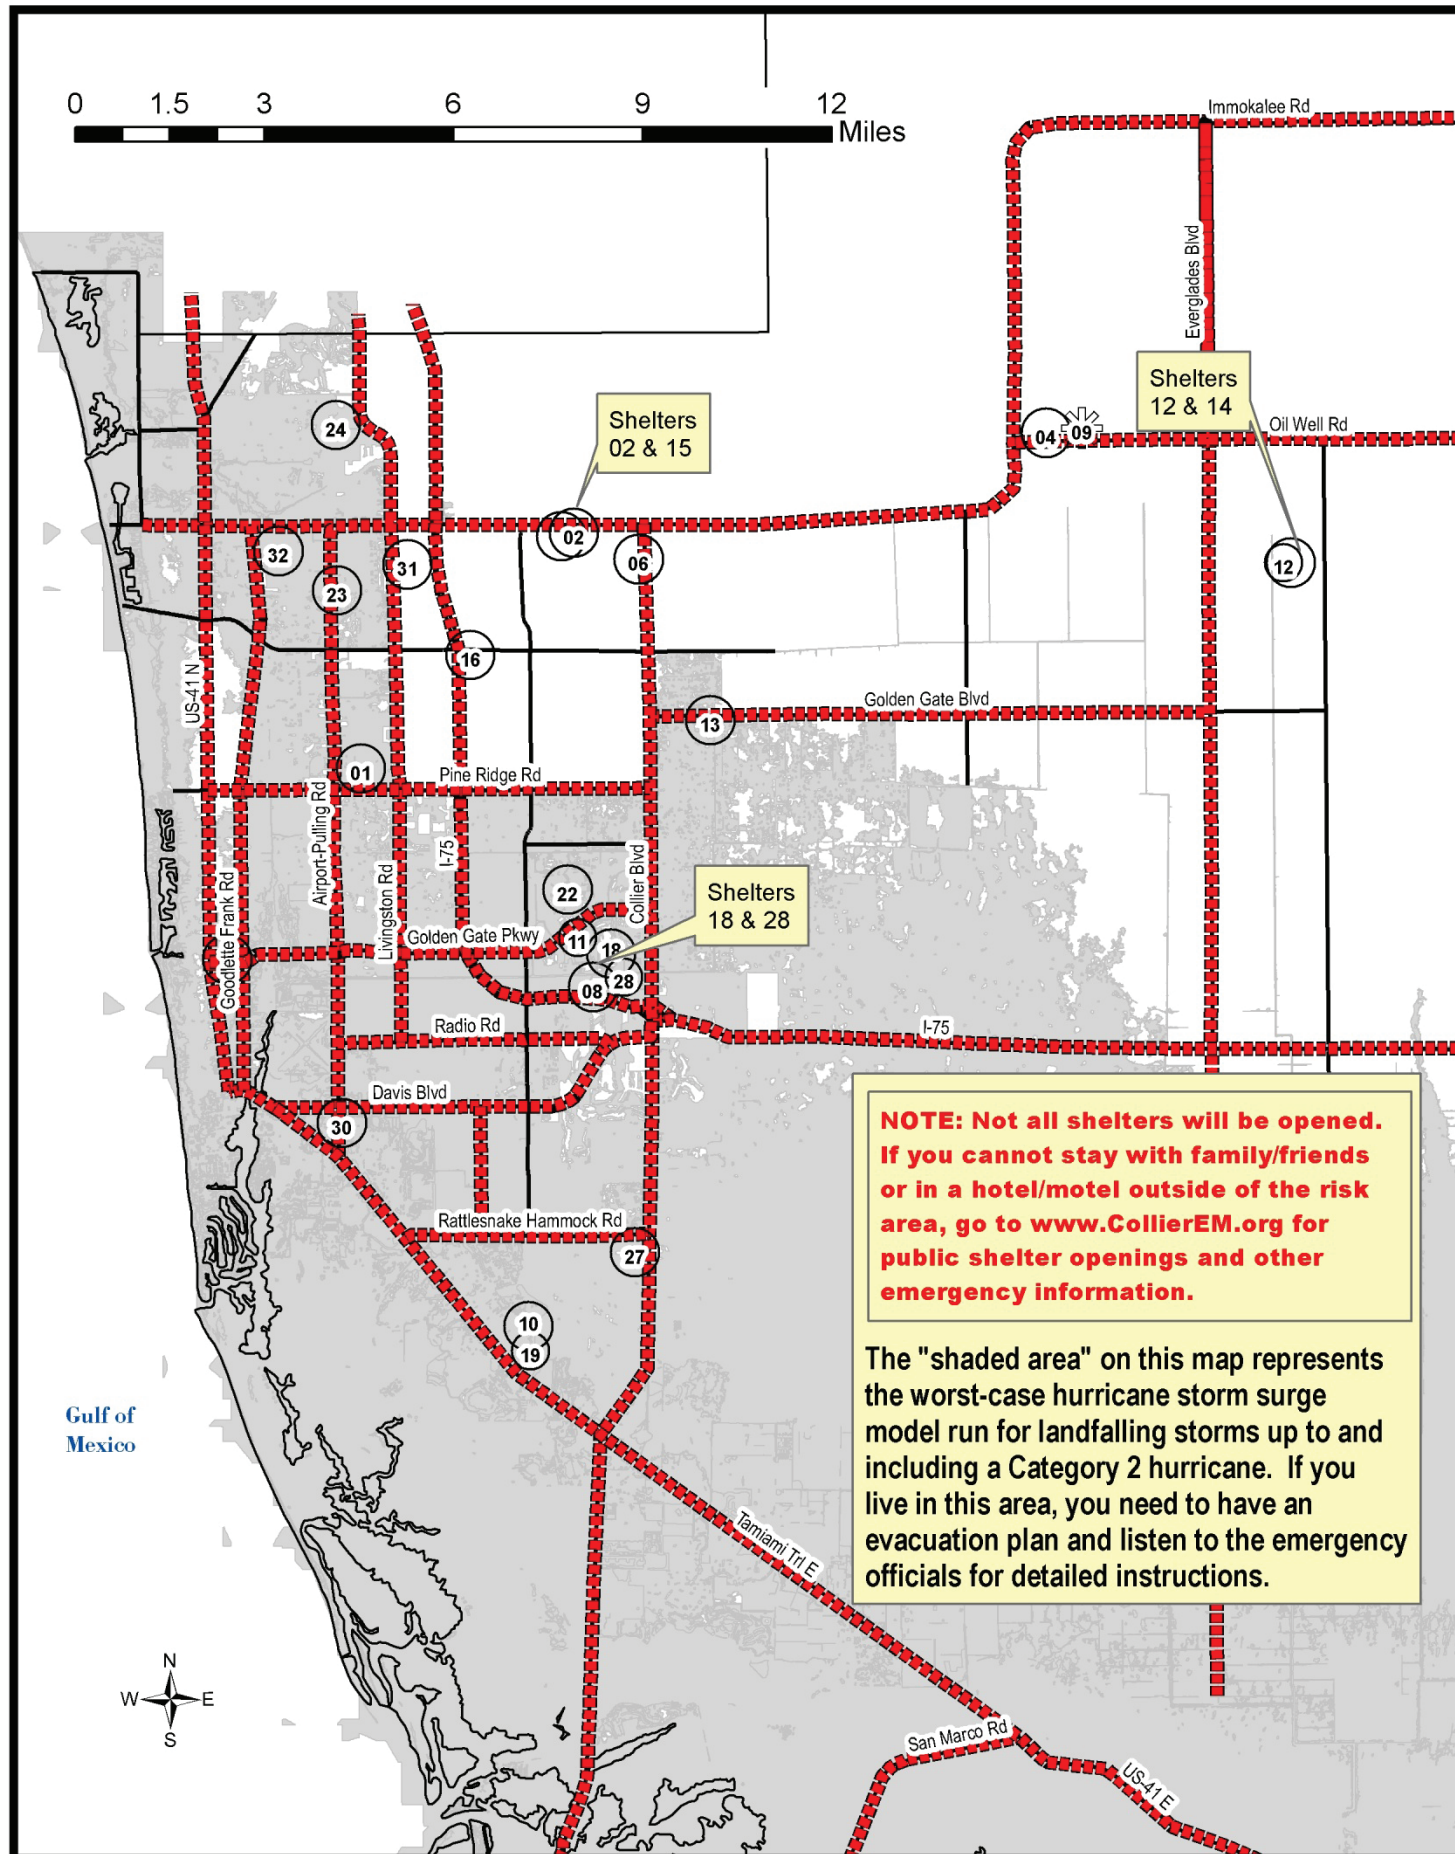 0 1.5 3 6 9 12
Miles
Immokalee Rd
Everglades Blvd
Shelters
12 & 14
Shelters
02 & 15
24
04
09
Oil Well Rd
32
02
06
31
12
23
16
US-41 N
Golden Gate Blvd
13
01
Pine Ridge Rd
Airport-Pulling Rd
I-75
Collier Blvd
Livingston Rd
Goodlette Frank Rd
22
Shelters
18 & 28
Golden Gate Pkwy
11
18
28
08
Radio Rd
I-75
Davis Blvd
30
NOTE: Not all shelters will be opened.
If you cannot stay with family/friends
or in a hotel/motel outside of the risk
area, go to www.CollierEM.org for
public shelter openings and other
emergency information.
Rattlesnake Hammock Rd
27
10
19
The "shaded area" on this map represents
the worst-case hurricane storm surge
model run for landfalling storms up to and
including a Category 2 hurricane. If you
live in this area, you need to have an
evacuation plan and listen to the emergency
officials for detailed instructions.
Gulf of
Mexico
Tamiami Trl E
N
W E
S
San Marco Rd
US-41 E